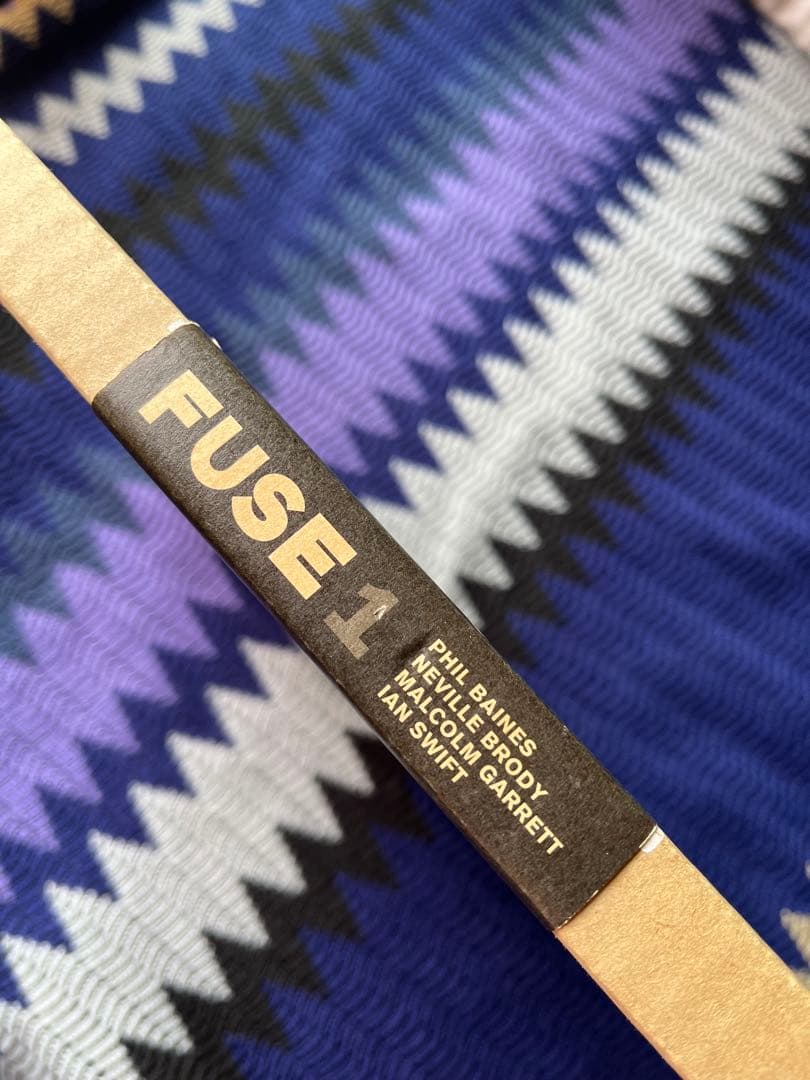 FUSE 1
PHIL BAINES
NEVILLE BRODY
MALCOLM GARRETT
IAN SWIFT